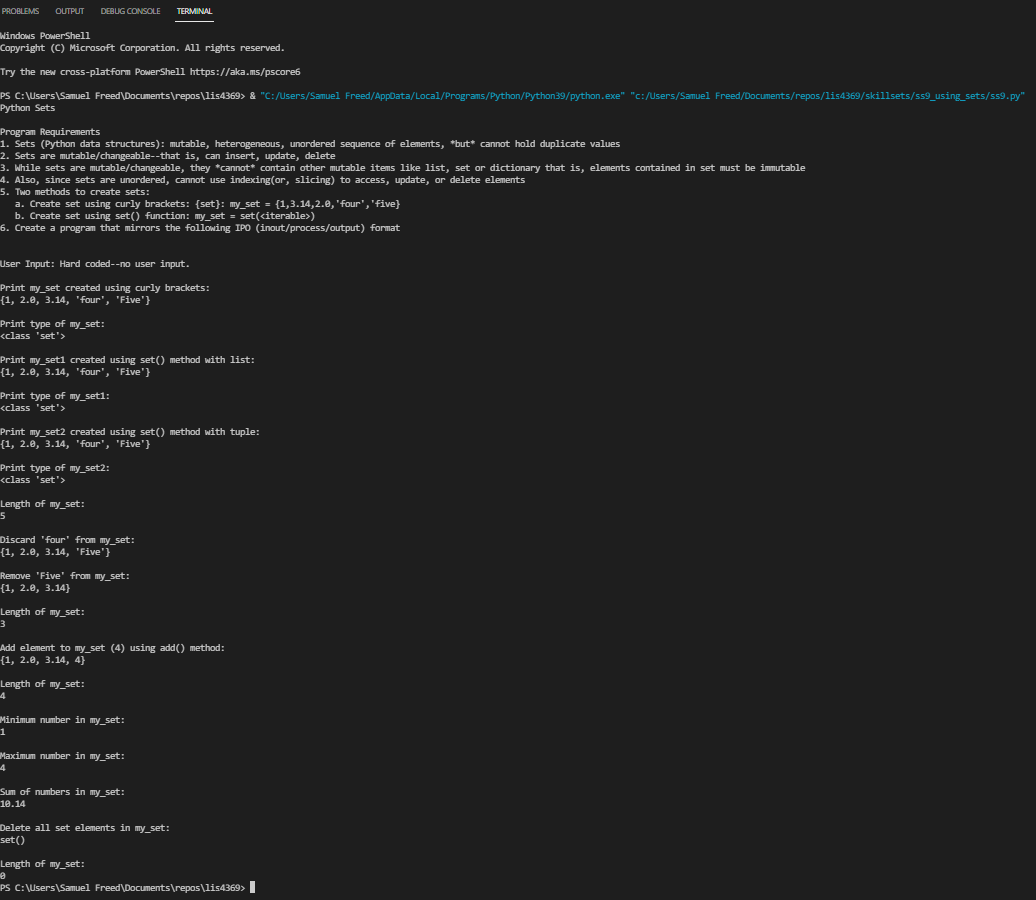 PROBLEMS OUTPUT DEBUG CONSOLE TERMINAL
Windows PowerShell
Copyright (C) Microsoft Corporation. All rights reserved.
Try the new cross-platform PowerShell https://aka.ms/pscore6
PS C:\Users\Samuel Freed\Documents\repos\lis4369> & "C:/Users/Samuel Freed/AppData/Local/Programs/Python/Python39/python.exe" "c:/Users/Samuel Freed/Documents/repos/lis4369/skillsets/ss9_using_sets/ss9.py"
Python Sets
Program Requirements
1. Sets (Python data structures): mutable, heterogeneous, unordered sequence of elements, *but* cannot hold duplicate values
2. Sets are mutable/changeable--that is, can insert, update, delete
3. While sets are mutable/changeable, they *cannot* contain other mutable items like list, set or dictionary that is, elements contained in set must be immutable
4. Also, since sets are unordered, cannot use indexing(or, slicing) to access, update, or delete elements
5. Two methods to create sets:
a. Create set using curly brackets: {set}: my_set = {1,3.14,2.0,'four','five}
b. Create set using set() function: my_set = set(<iterable>)
6. Create a program that mirrors the following IPO (inout/process/output) format
User Input: Hard coded--no user input.
Print my_set created using curly brackets:
{1, 2.0, 3.14, 'four', 'Five'}
Print type of my_set:
<class 'set'>
Print my_set1 created using set() method with list:
{1, 2.0, 3.14, 'four', 'Five'}
Print type of my_set1:
<class 'set'>
Print my_set2 created using set() method with tuple:
{1, 2.0, 3.14, 'four', 'Five'}
Print type of my_set2:
<class 'set'>
Length of my_set:
5
Discard 'four' from my_set:
{1, 2.0, 3.14, 'Five'}
Remove 'Five' from my_set:
{1, 2.0, 3.14}
Length of my_set:
3
Add element to my_set (4) using add() method:
{1, 2.0, 3.14, 4}
Length of my_set:
4
Minimum number in my_set:
1
Maximum number in my_set:
4
Sum of numbers in my_set:
10.14
Delete all set elements in my_set:
set()
Length of my_set:
0
PS C:\Users\Samuel Freed\Documents\repos\lis4369>